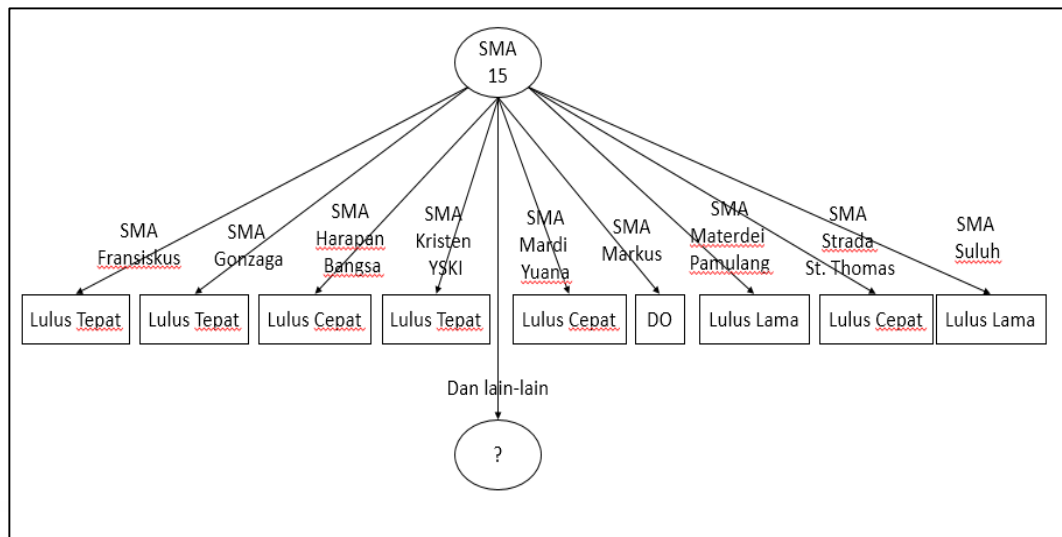 SMA
15
SMA
Fransiskus
SMA
Gonzaga
SMA
Harapan
Bangsa
SMA
Kristen
YSKI
SMA
Mardi
Yuana
SMA
Markus
SMA
Materdei
Pamulang
SMA
Strada
St. Thomas
SMA
Suluh
Lulus Tepat
Lulus Tepat
Lulus Cepat
Lulus Tepat
Lulus Cepat
DO
Lulus Lama
Lulus Cepat
Lulus Lama
Dan lain-lain
?